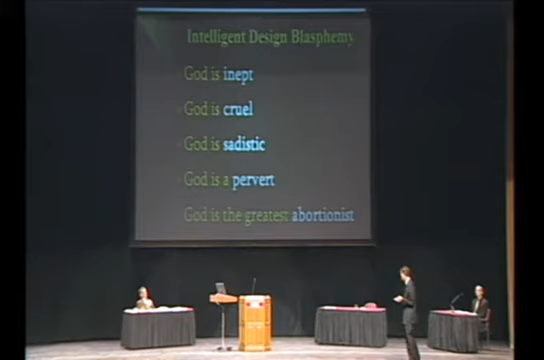 Intelligent Design Blasphemy
God is inept
God is cruel
God is sadistic
God is a pervert
God is the greatest abortionist